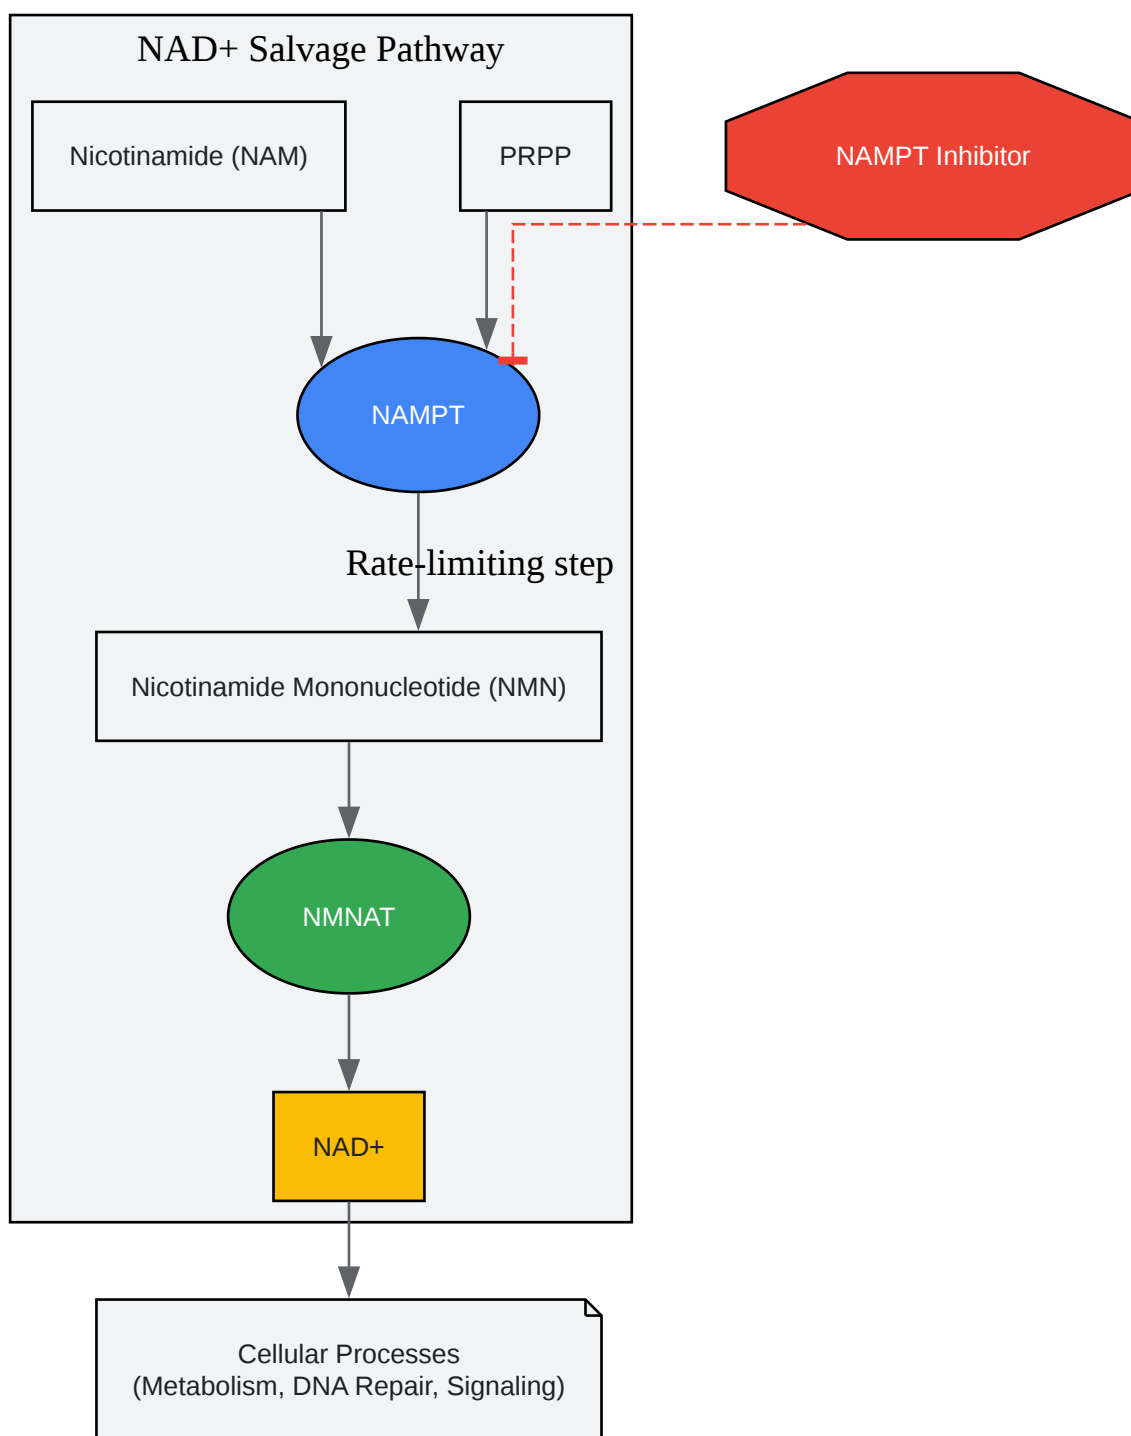 NAD+ Salvage Pathway
Nicotinamide (NAM)
PRPP
NAMPT Inhibitor
NAMPT
Rate-limiting step
Nicotinamide Mononucleotide (NMN)
NMNAT
NAD+
Cellular Processes
(Metabolism, DNA Repair, Signaling)